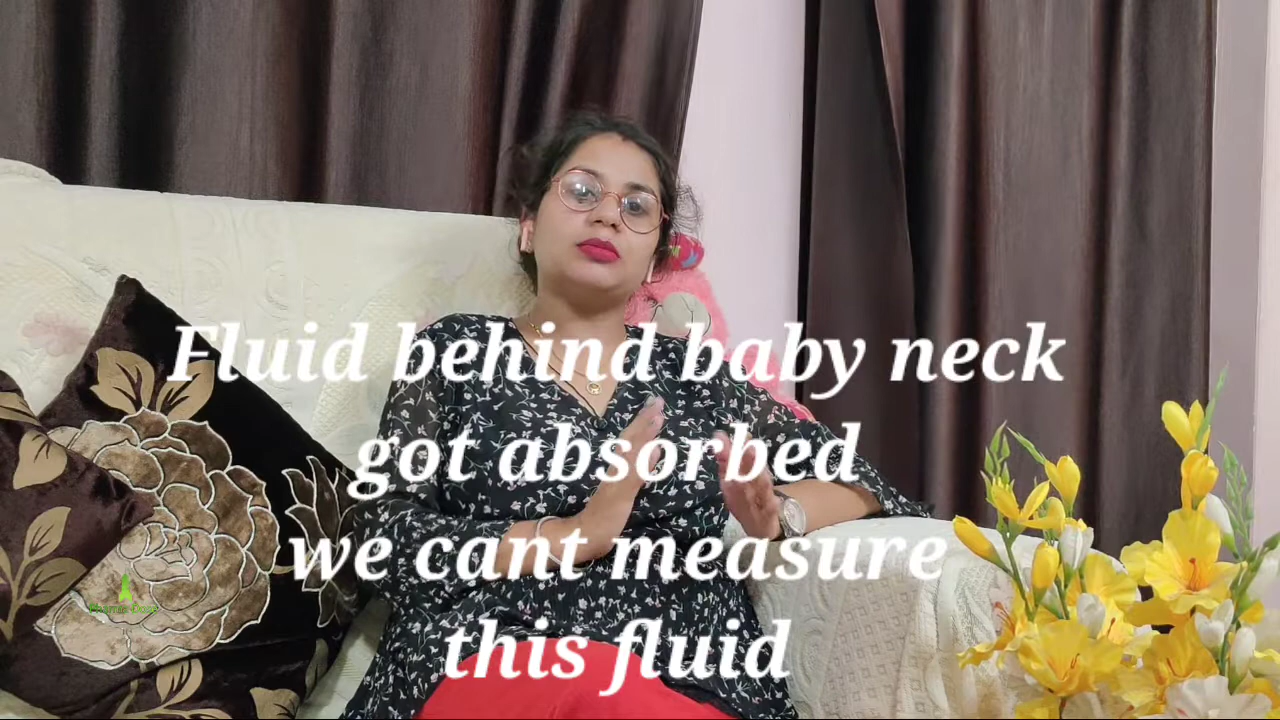 Fluid behind baby neck
got absorbed
we cant measure
this fluid